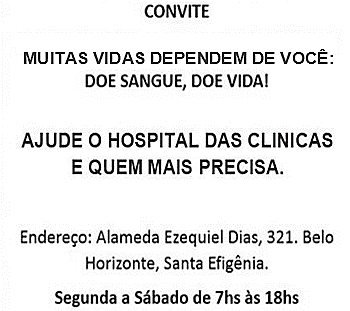 CONVITE
MUITAS VIDAS DEPENDEM DE VOCÊ:
DOE SANGUE, DOE VIDA!
AJUDE O HOSPITAL DAS CLINICAS
E QUEM MAIS PRECISA.
Endereço: Alameda Ezequiel Dias, 321. Belo
Horizonte, Santa Efigênia.
Segunda a Sábado de 7hs às 18hs